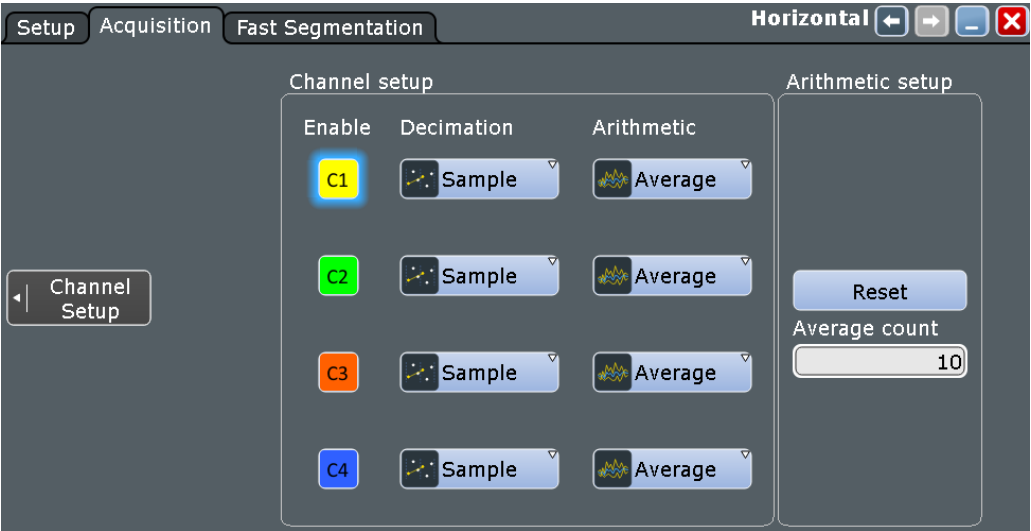 Setup Acquisition Fast Segmentation Horizontal
Channel setup Arithmetic setup
Enable Decimation Arithmetic
C1 Sample Average
C2 Sample Average
Channel
Setup
Reset
Average count
C3 Sample Average
10
C4 Sample Average